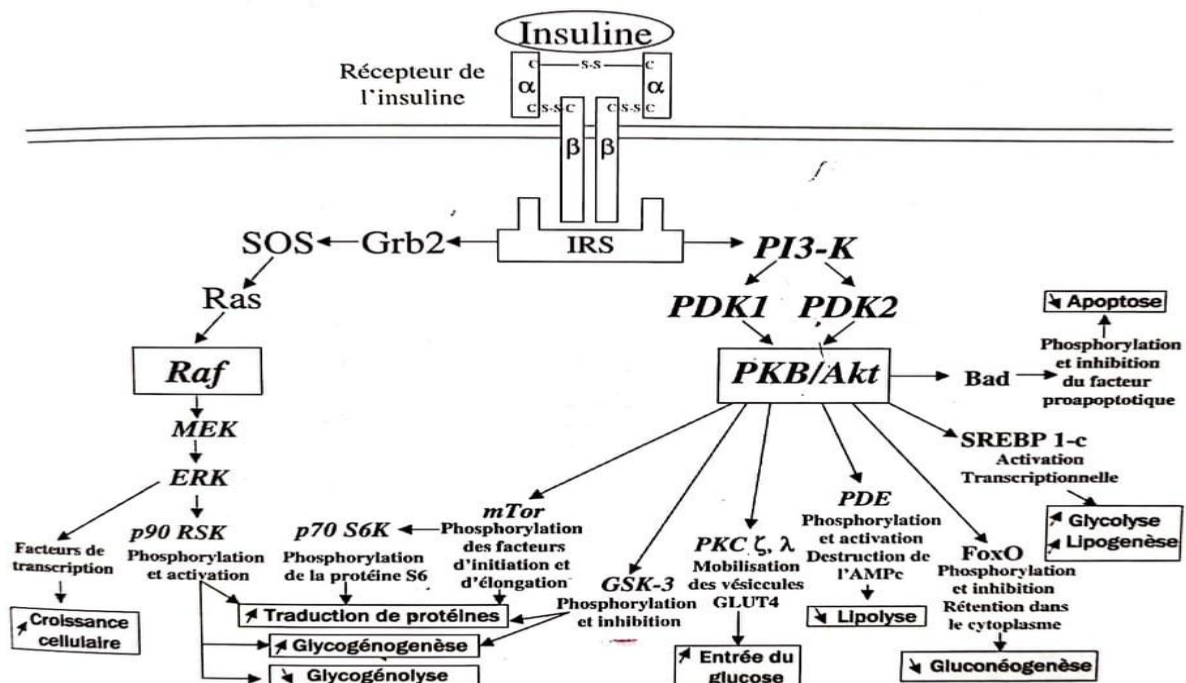 Insuline
Récepteur de
l'insuline
C S-S C
α α
C S-S C C S-S C
β β
SOS Grb2 IRS PI3-K
Ras PDK1 PDK2
Raf PKB/Akt
Bad
↘ Apoptose
Phosphorylation
et inhibition
du facteur
proapoptotique
MEK
ERK
Facteurs de
transcription
↗ Croissance
cellulaire
p90 RSK
Phosphorylation
et activation
p70 S6K
Phosphorylation
de la protéine S6
mTor
Phosphorylation
des facteurs
d'initiation et
d'élongation
↗ Traduction de protéines
↗ Glycogénogenèse
↘ Glycogénolyse
GSK-3
Phosphorylation
et inhibition
PKC ζ, λ
Mobilisation
des vésiccules
GLUT4
↗ Entrée du
glucose
PDE
Phosphorylation
et activation
Destruction de
l'AMPc
↘ Lipolyse
FoxO
Phosphorylation
et inhibition
Rétention dans
le cytoplasme
↘ Gluconéogenèse
SREBP 1-c
Activation
Transcriptionnelle
↗ Glycolyse
↗ Lipogenèse